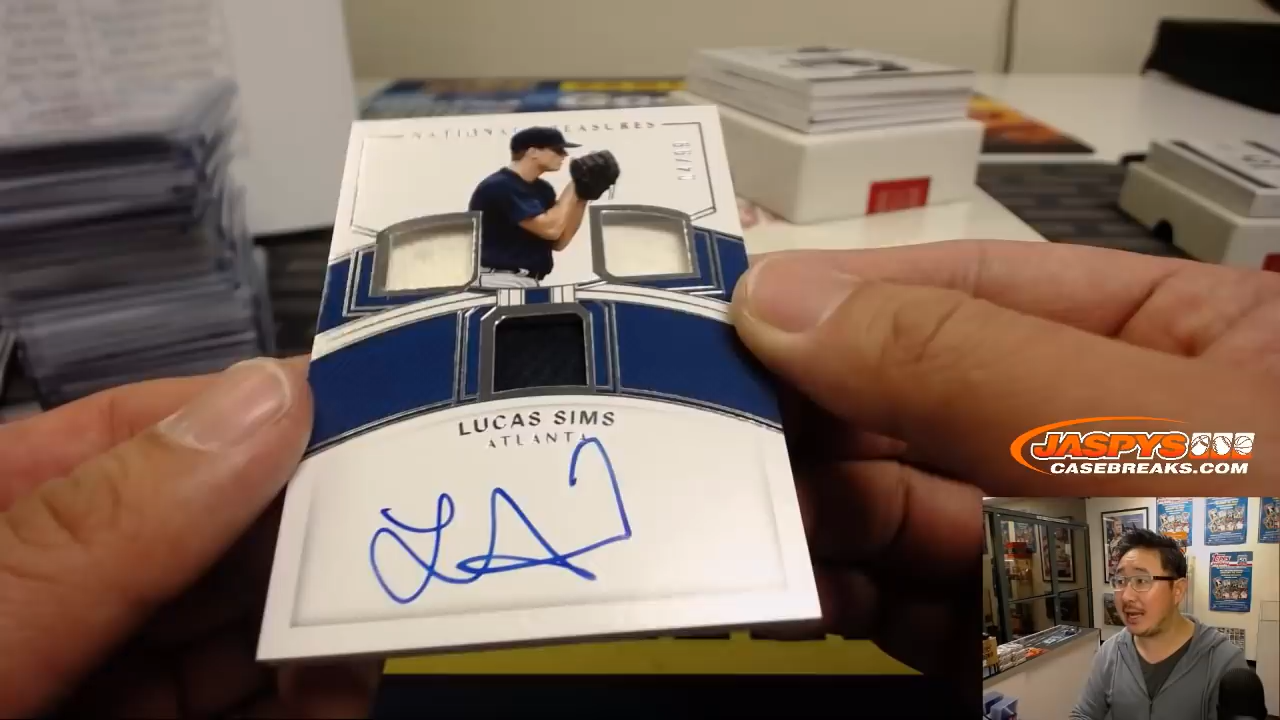 NATIONAL TREASURES
LUCAS SIMS
ATLANTA
JASPYS
CASEBREAKS.COM